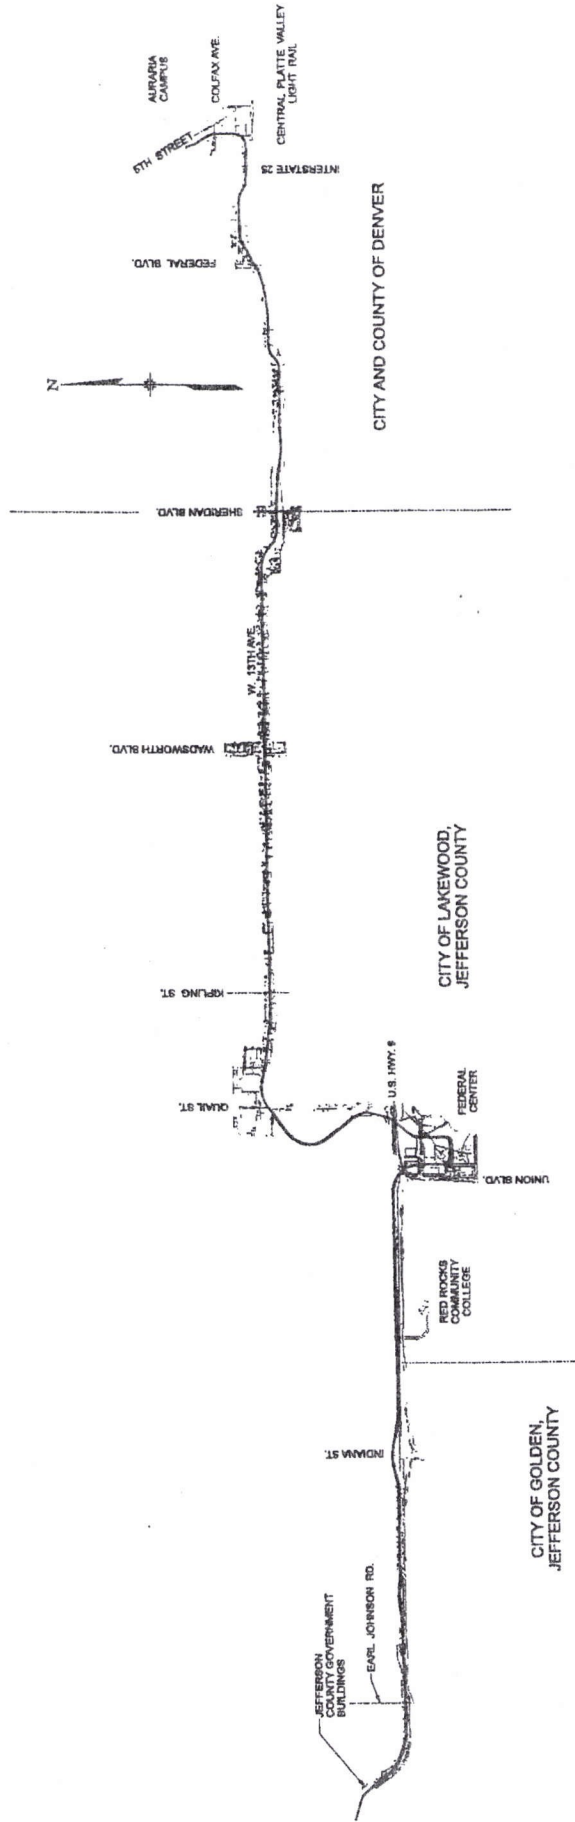 AURARIA
CAMPUS
COLFAX AVE.
CENTRAL PLATTE VALLEY
LIGHT RAIL
5TH STREET
INTERSTATE 25
FEDERAL BLVD.
N
CITY AND COUNTY OF DENVER
SHERIDAN BLVD.
W. 13TH AVE.
WADSWORTH BLVD.
CITY OF LAKEWOOD,
JEFFERSON COUNTY
KIPLING ST.
QUAIL ST.
U.S. HWY. 6
FEDERAL
CENTER
UNION BLVD.
RED ROCKS
COMMUNITY
COLLEGE
INDIANA ST.
CITY OF GOLDEN,
JEFFERSON COUNTY
EARL JOHNSON RD.
JEFFERSON
COUNTY GOVERNMENT
BUILDINGS